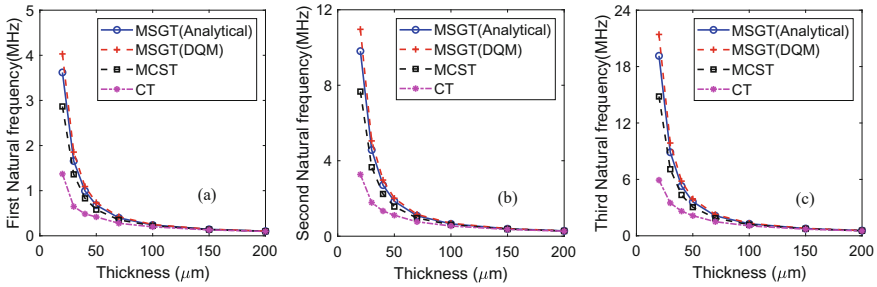 First Natural frequency(MHz)
5
4
3
2
1
0
MSGT(Analytical)
MSGT(DQM)
MCST
CT
(a)
0 50 100 150 200
Thickness (μm)
Second Natural frequency(MHz)
12
8
4
0
MSGT(Analytical)
MSGT(DQM)
MCST
CT
(b)
0 50 100 150 200
Thickness (μm)
Third Natural frequency(MHz)
24
18
12
6
0
MSGT(Analytical)
MSGT(DQM)
MCST
CT
(c)
0 50 100 150 200
Thickness (μm)